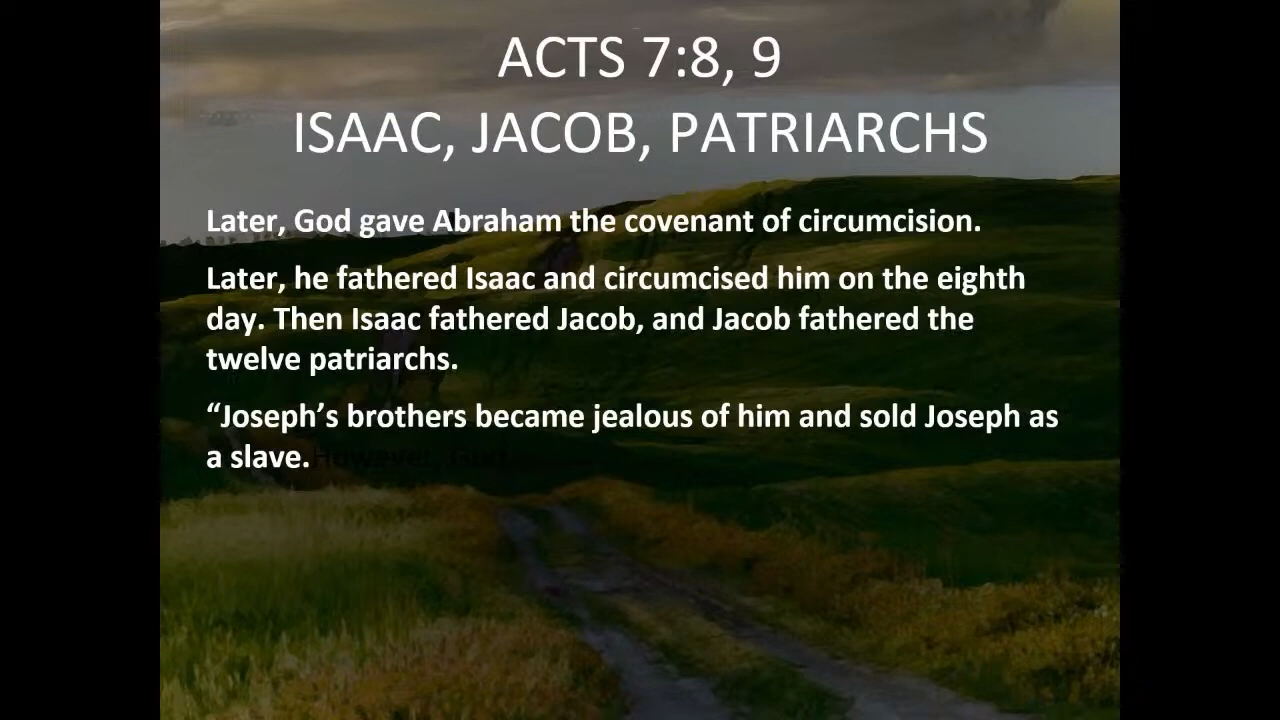 ACTS 7:8, 9
ISAAC, JACOB, PATRIARCHS
Later, God gave Abraham the covenant of circumcision.
Later, he fathered Isaac and circumcised him on the eighth
day. Then Isaac fathered Jacob, and Jacob fathered the
twelve patriarchs.
“Joseph’s brothers became jealous of him and sold Joseph as
a slave. However, God